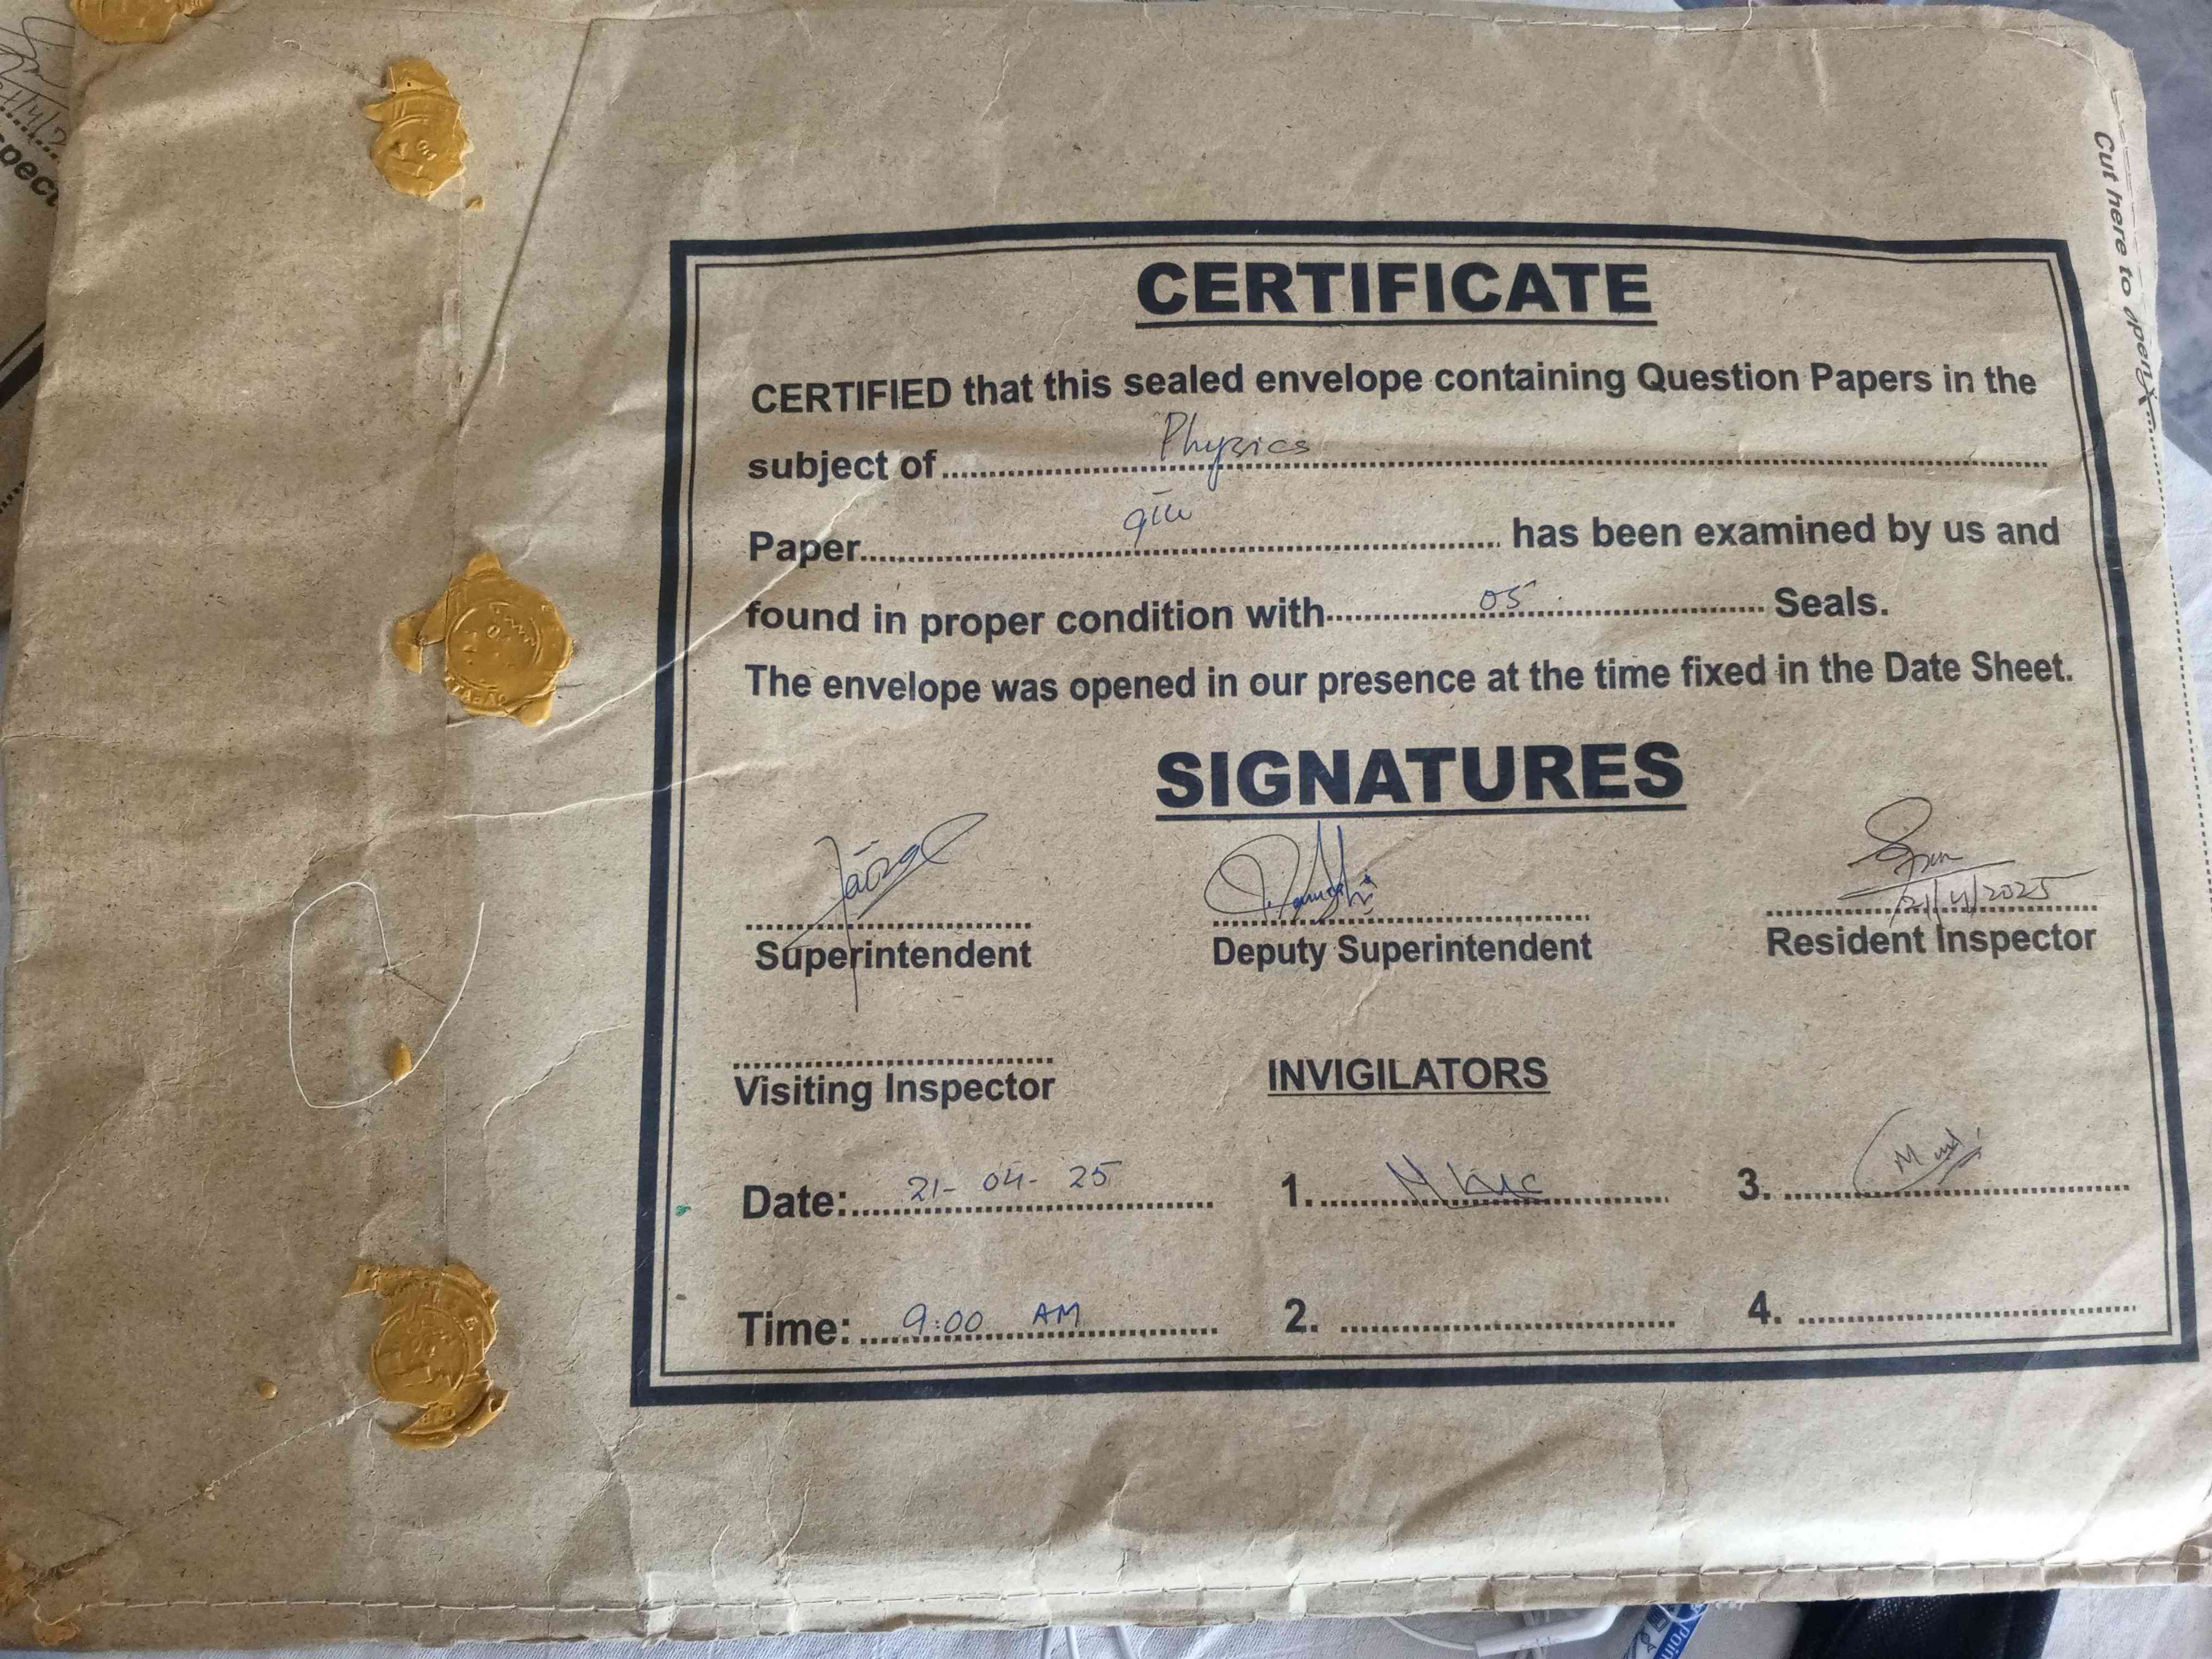 Cut here to open
CERTIFICATE
CERTIFIED that this sealed envelope containing Question Papers in the
subject of Physics
Paper has been examined by us and
found in proper condition with 05 Seals.
The envelope was opened in our presence at the time fixed in the Date Sheet.
SIGNATURES
21/4/2025
Superintendent Deputy Superintendent Resident Inspector
Visiting Inspector INVIGILATORS
Date: 21-04-25 1. 3.
Time: 9:00 AM 2. 4.